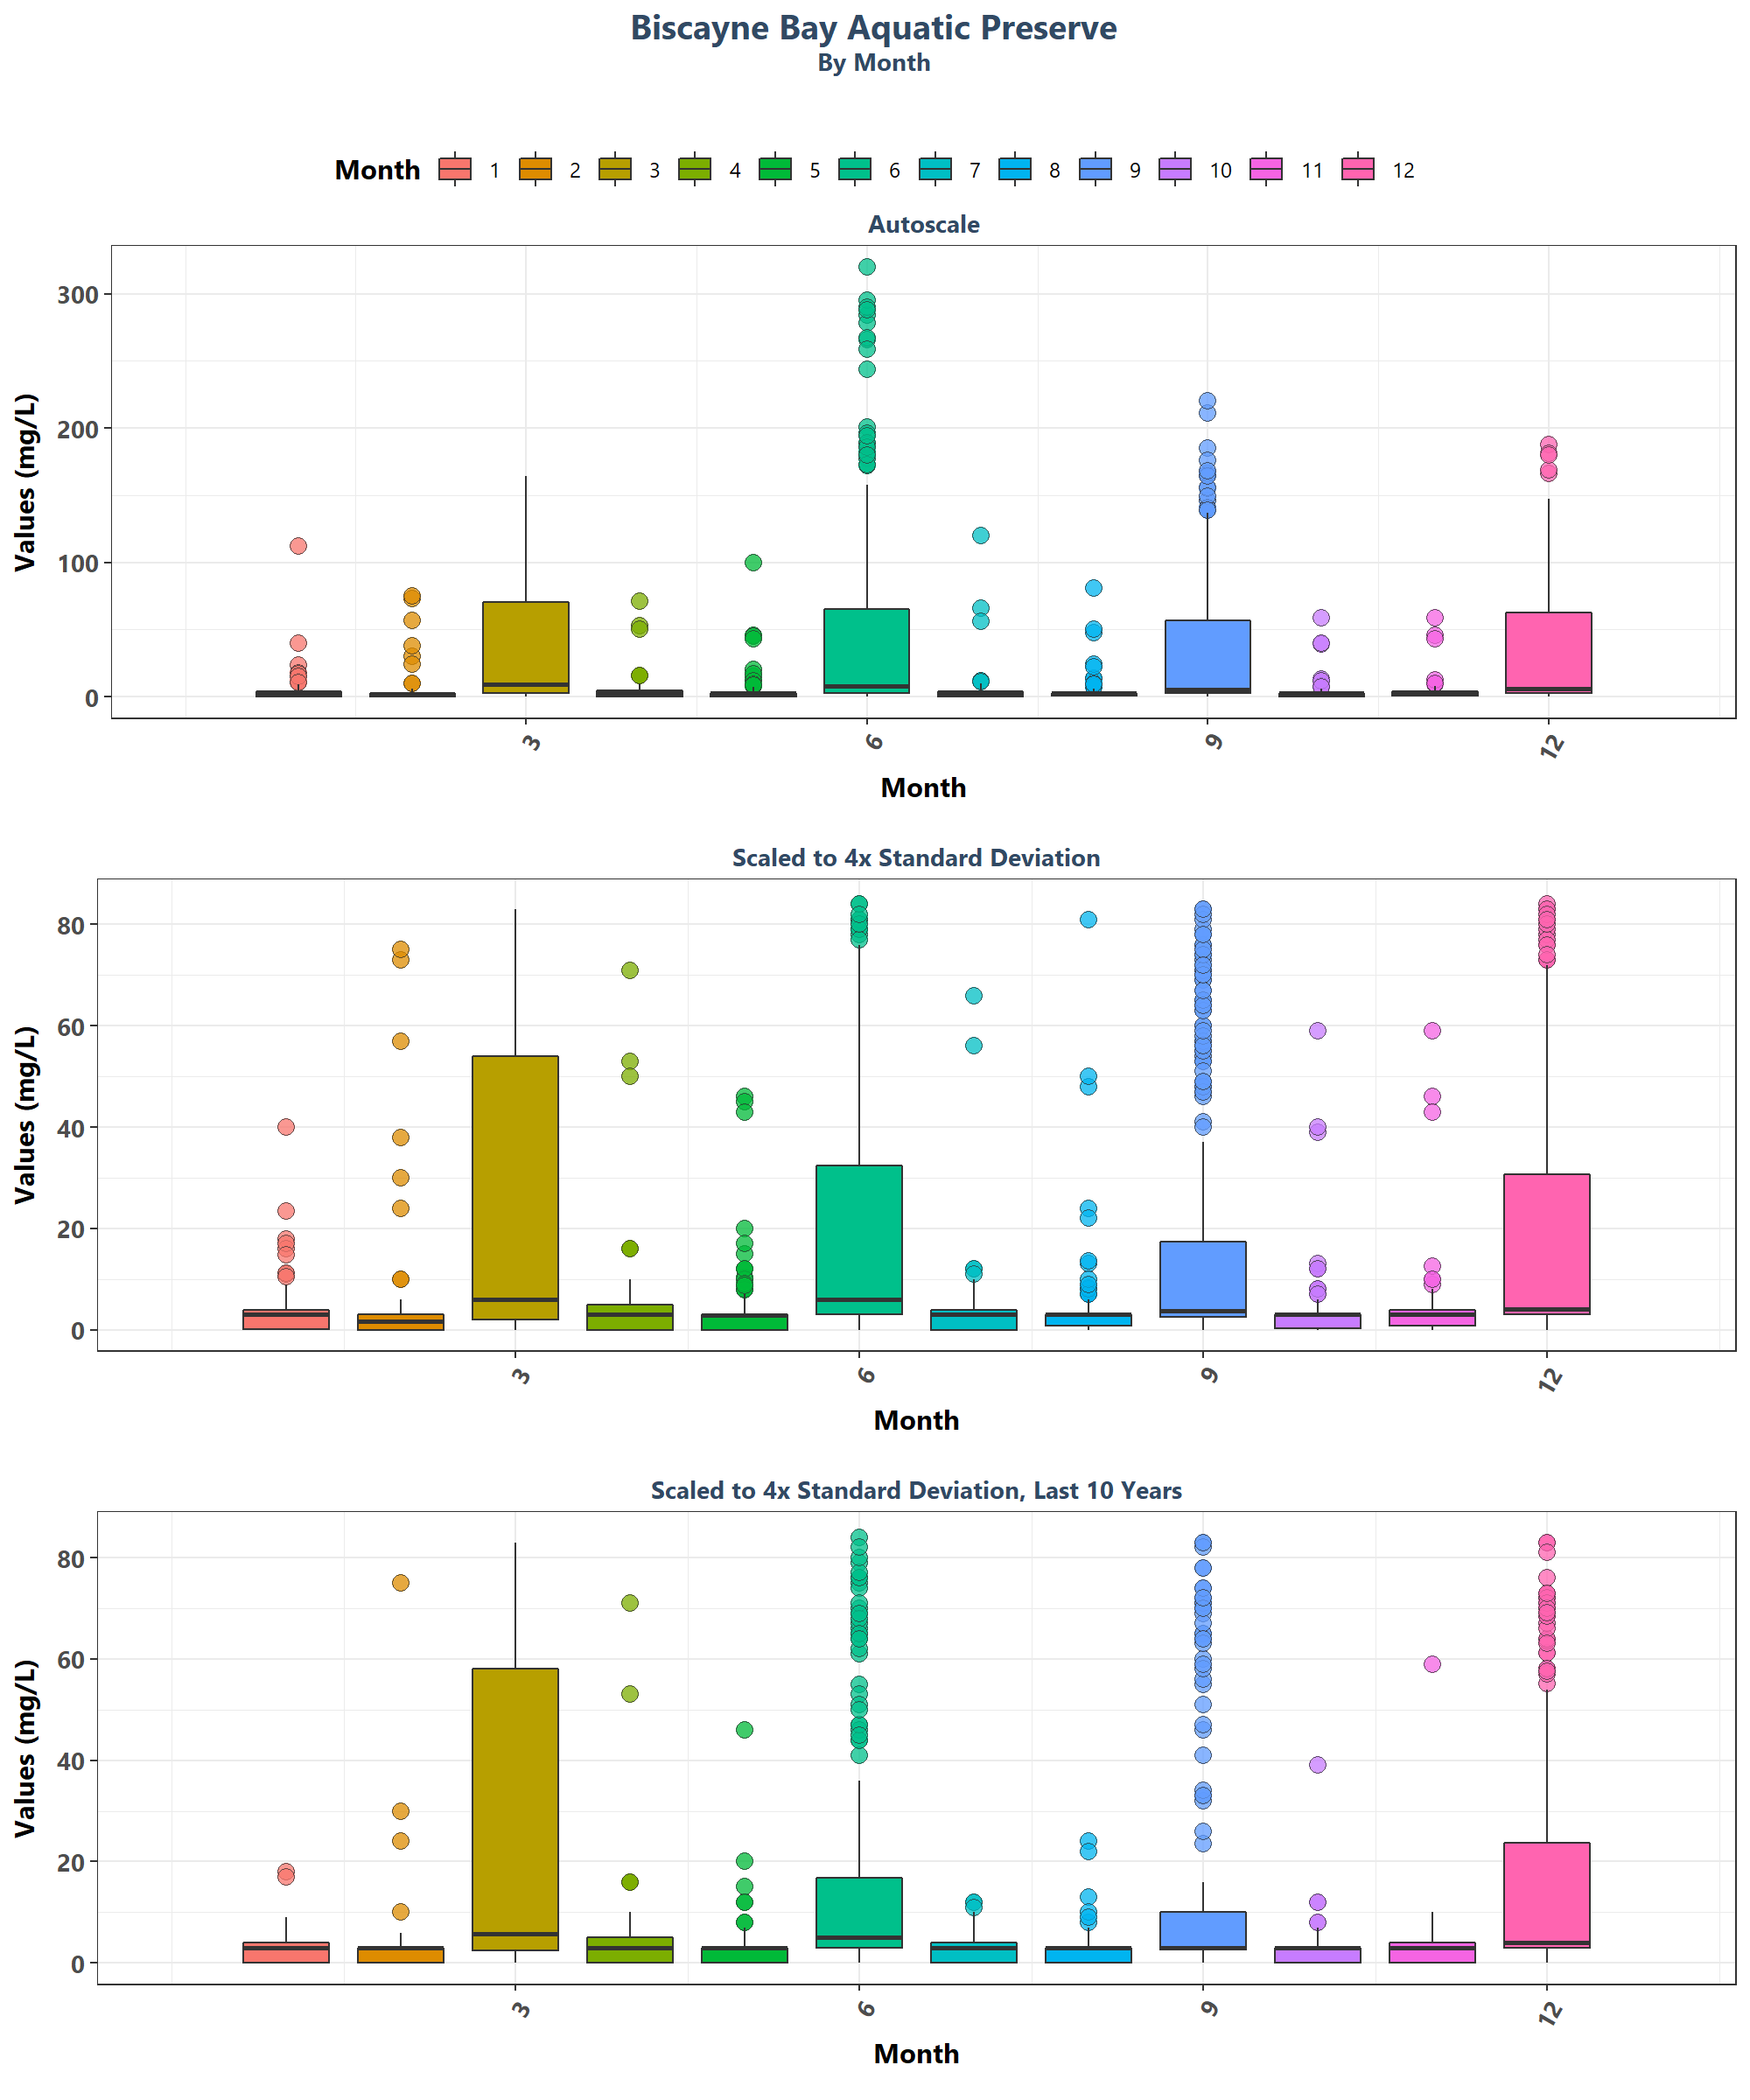 Biscayne Bay Aquatic Preserve
By Month
Month 1 2 3 4 5 6 7 8 9 10 11 12
Autoscale
Values (mg/L)
300
200
100
0
3 6 9 12
Month
Scaled to 4x Standard Deviation
Values (mg/L)
80
60
40
20
0
3 6 9 12
Month
Scaled to 4x Standard Deviation, Last 10 Years
Values (mg/L)
80
60
40
20
0
3 6 9 12
Month